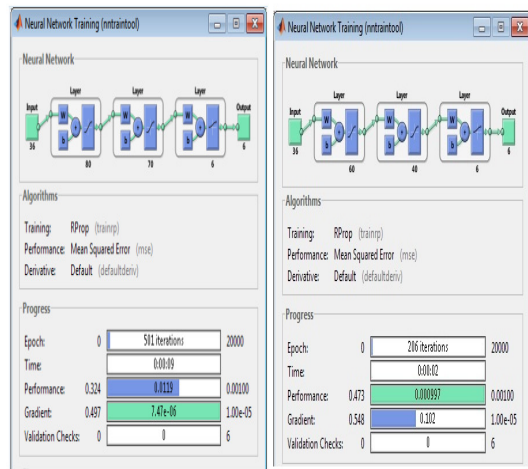 Neural Network Training (nntraintool)
Neural Network
Layer Layer Layer
Input Output
W W W
b b b
36 6
80 70 6
Algorithms
Training: RProp (trainrp)
Performance: Mean Squared Error (mse)
Derivative: Default (defaultderiv)
Progress
Epoch: 0 501 iterations 20000
Time: 0:00:09
Performance: 0.324 0.0119 0.00100
Gradient: 0.497 7.47e-06 1.00e-05
Validation Checks: 0 0 6
Neural Network Training (nntraintool)
Neural Network
Layer Layer Layer
Input Output
W W W
b b b
36 6
60 40 6
Algorithms
Training: RProp (trainrp)
Performance: Mean Squared Error (mse)
Derivative: Default (defaultderiv)
Progress
Epoch: 0 206 iterations 20000
Time: 0:00:02
Performance: 0.473 0.000997 0.00100
Gradient: 0.548 0.102 1.00e-05
Validation Checks: 0 0 6